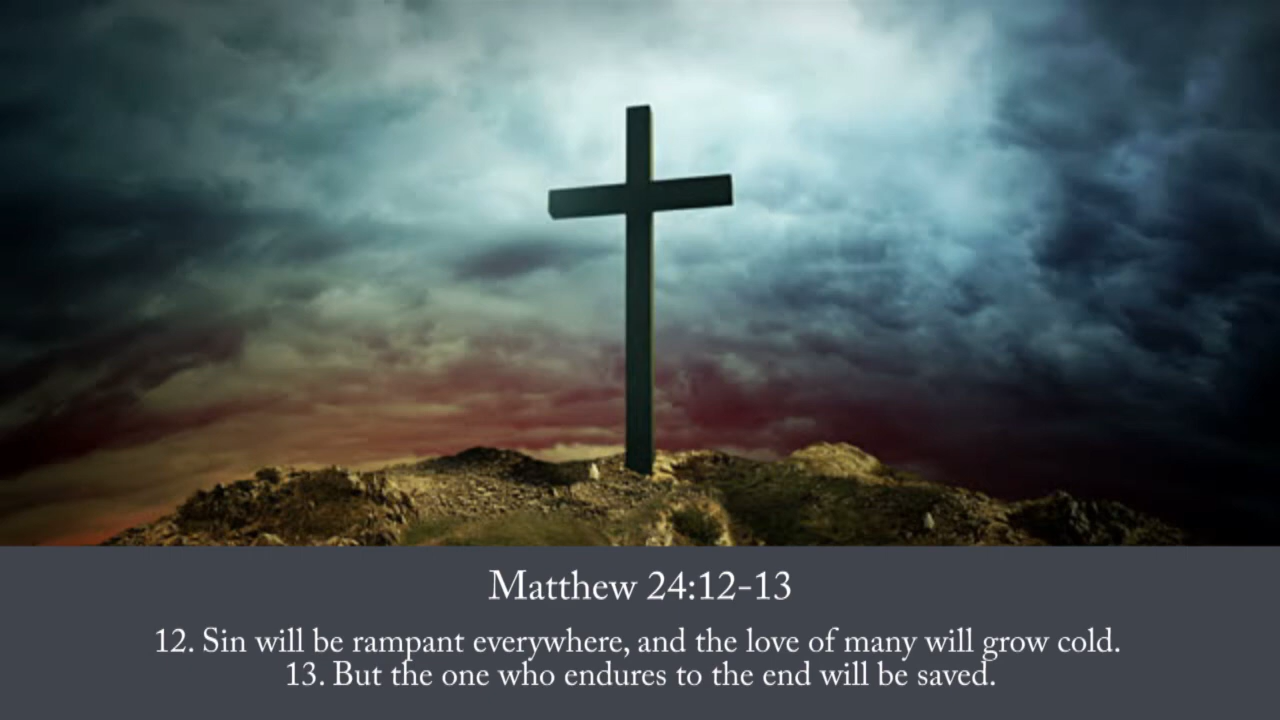 Matthew 24:12-13
12. Sin will be rampant everywhere, and the love of many will grow cold.
13. But the one who endures to the end will be saved.